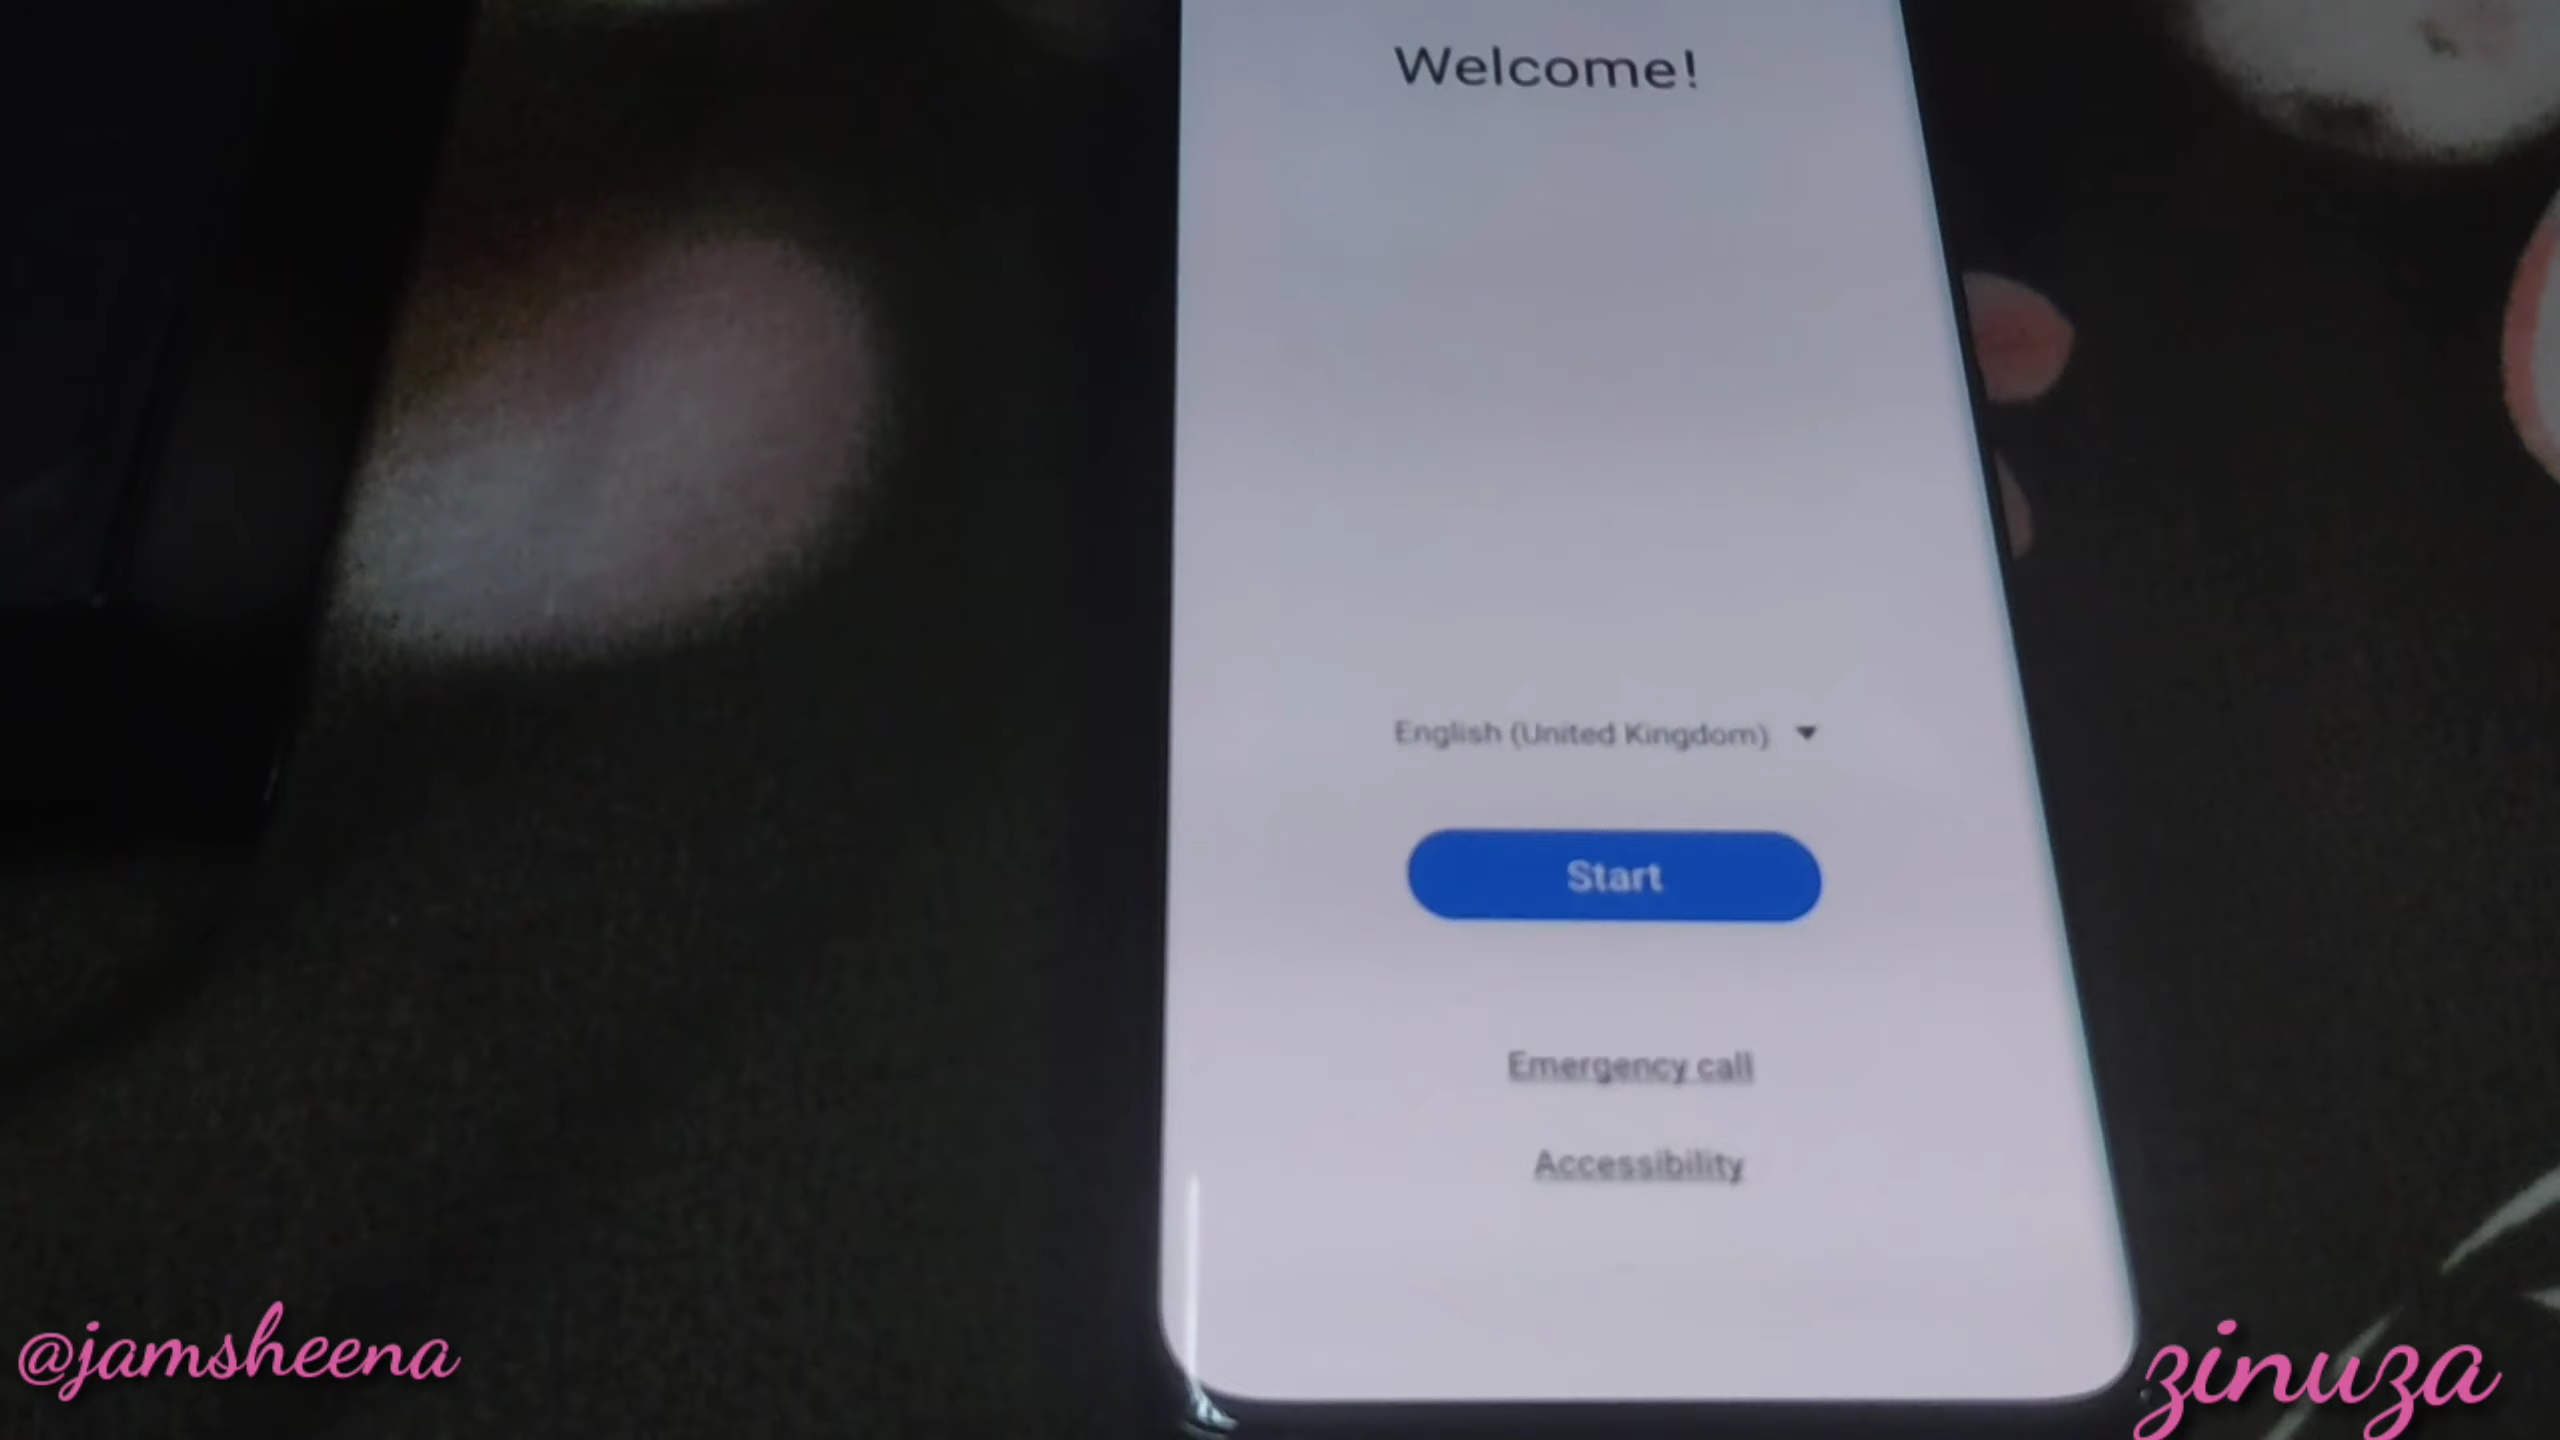 Welcome!
English (United Kingdom)
Start
Emergency call
Accessibility
@jamsheena
zinuza